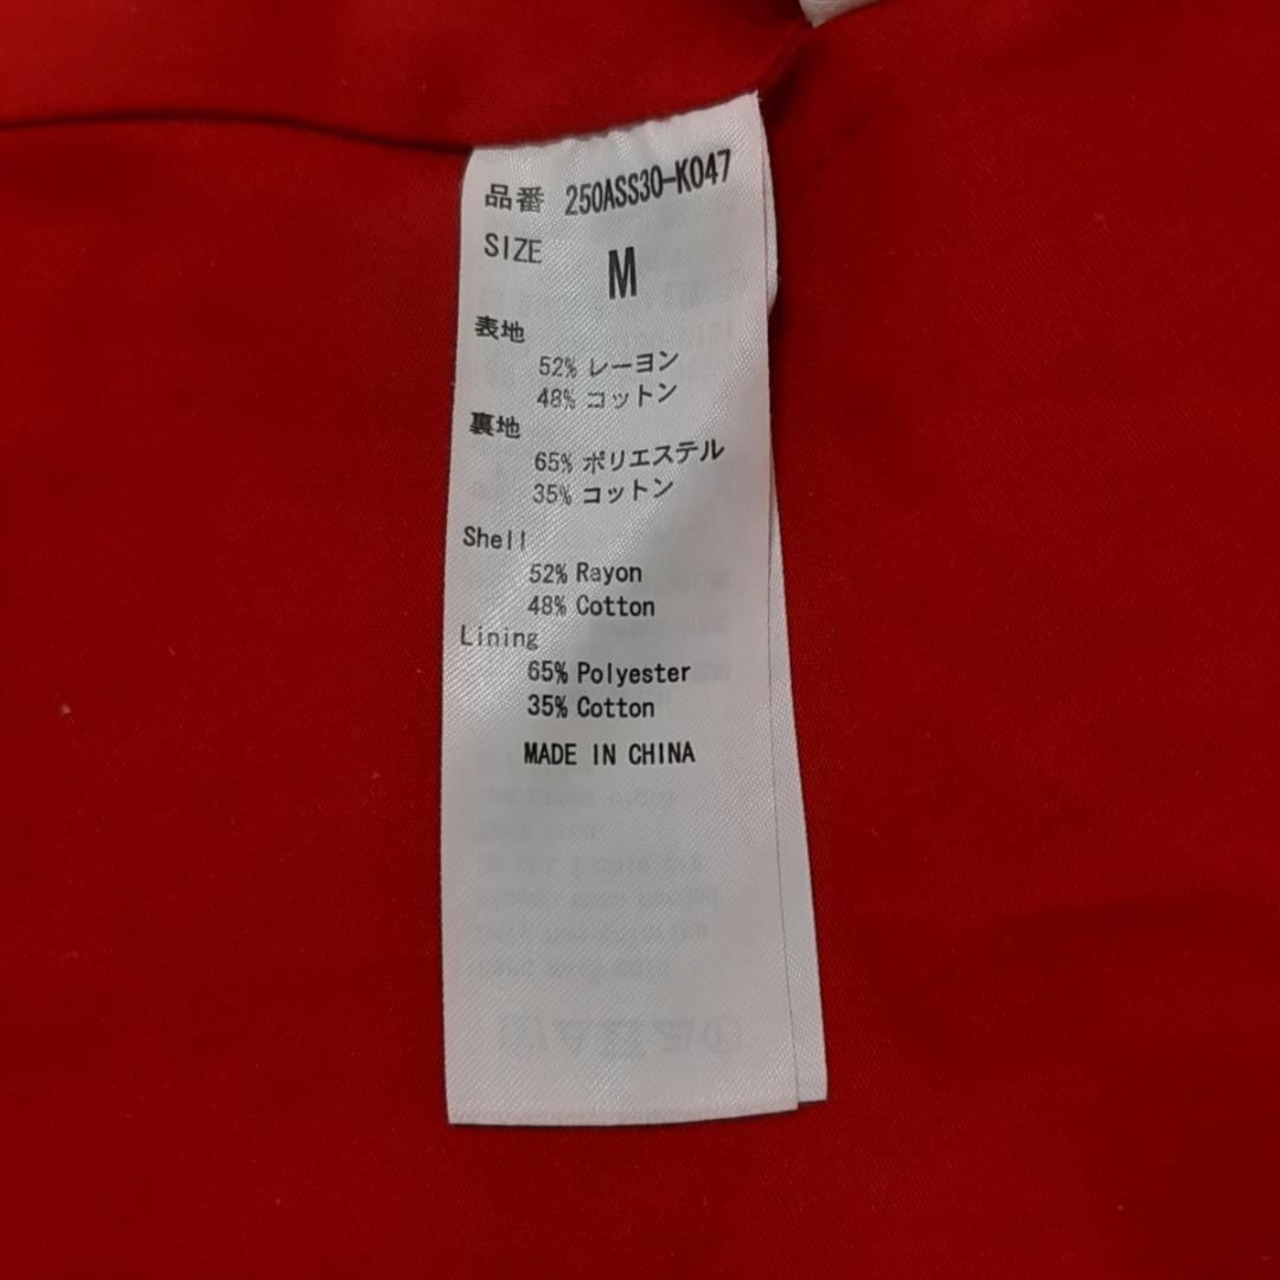 品番 250ASS30-K047
SIZE M
表地
52% レーヨン
48% コットン
裏地
65% ポリエステル
35% コットン
Shell
52% Rayon
48% Cotton
Lining
65% Polyester
35% Cotton
MADE IN CHINA